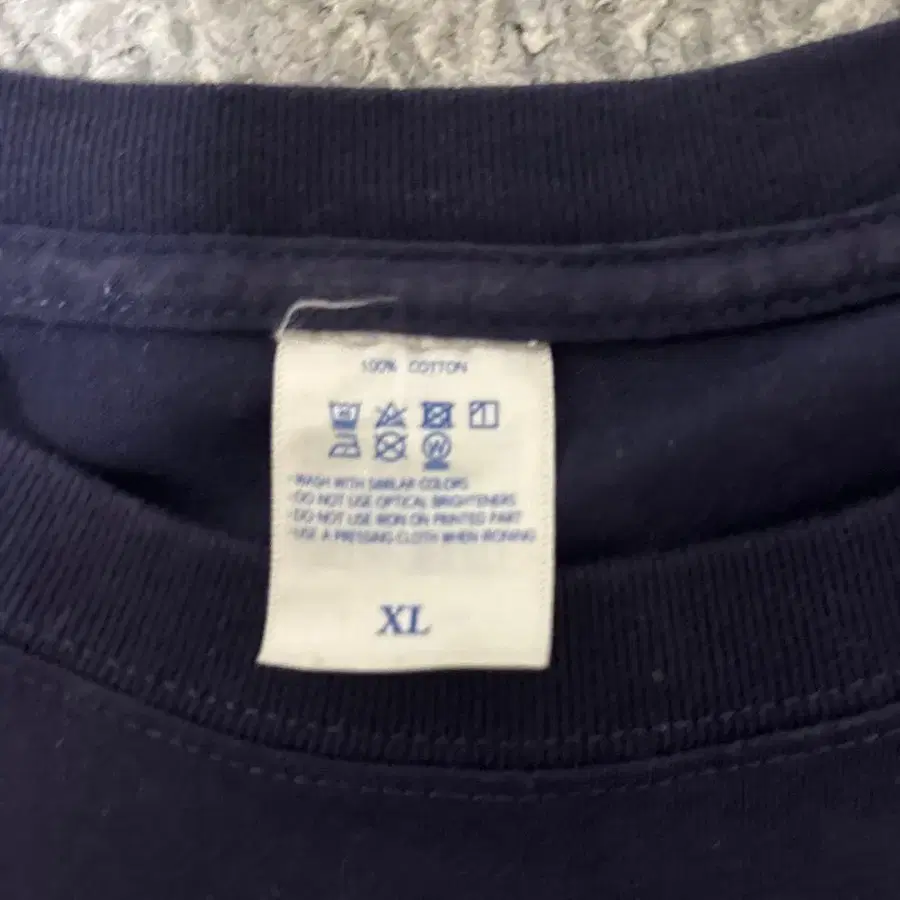 100% COTTON
W
·WASH WITH SIMILAR COLORS
·DO NOT USE OPTICAL BRIGHTENERS
·DO NOT USE IRON ON PRINTED PART
·USE A PRESSING CLOTH WHEN IRONING
XL